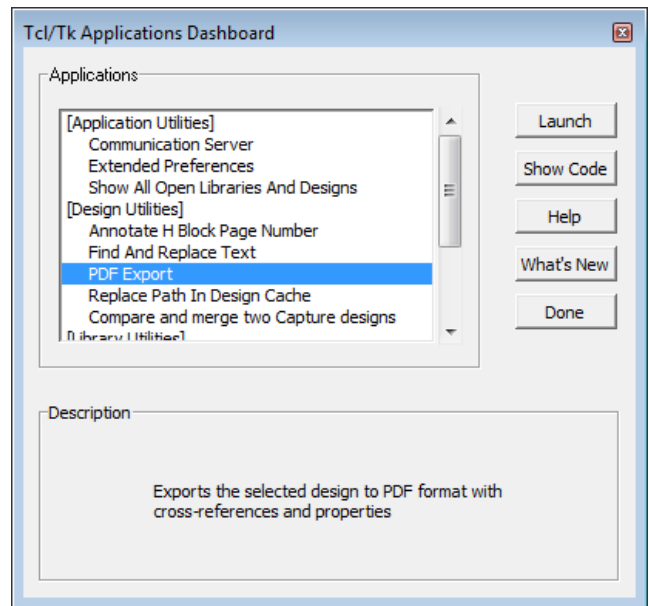 Tcl/Tk Applications Dashboard
Applications
[Application Utilities]
Communication Server
Extended Preferences
Show All Open Libraries And Designs
[Design Utilities]
Annotate H Block Page Number
Find And Replace Text
PDF Export
Replace Path In Design Cache
Compare and merge two Capture designs
[Library Utilities]
Launch
Show Code
Help
What's New
Done
Description
Exports the selected design to PDF format with
cross-references and properties